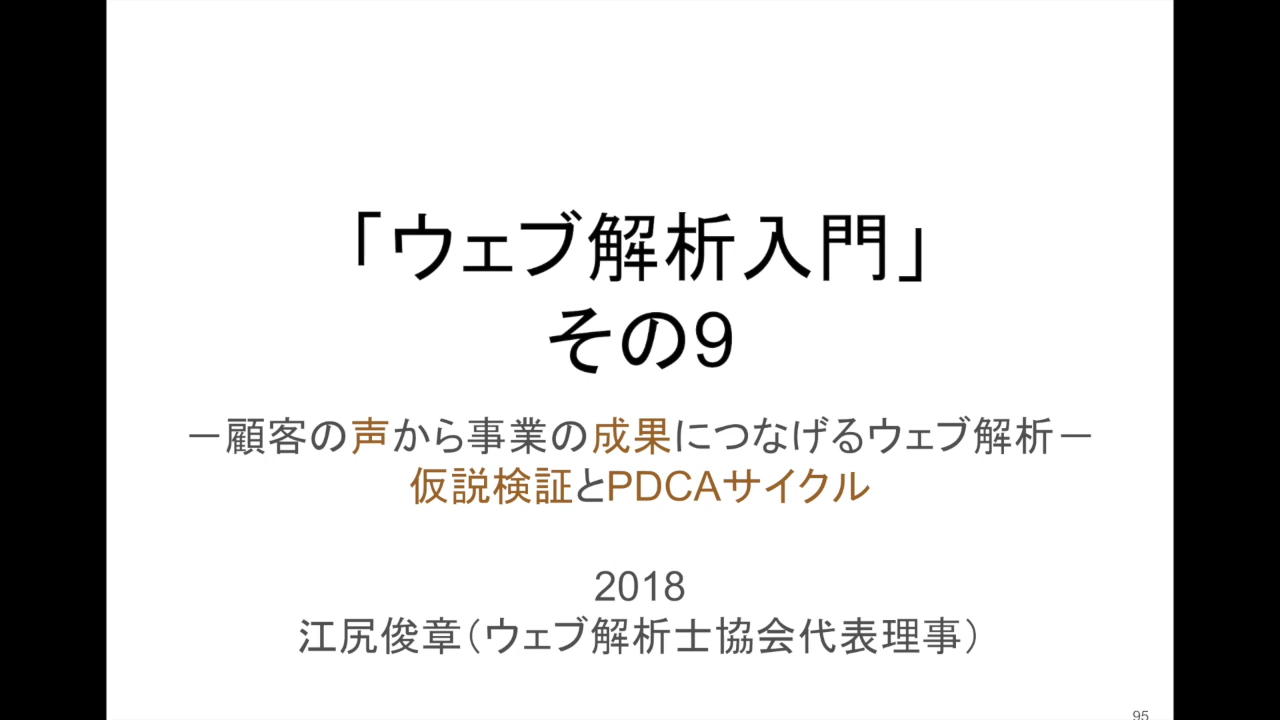 「ウェブ解析入門」
その9
－顧客の声から事業の成果につなげるウェブ解析－
仮説検証とPDCAサイクル
2018
江尻俊章（ウェブ解析士協会代表理事）
95